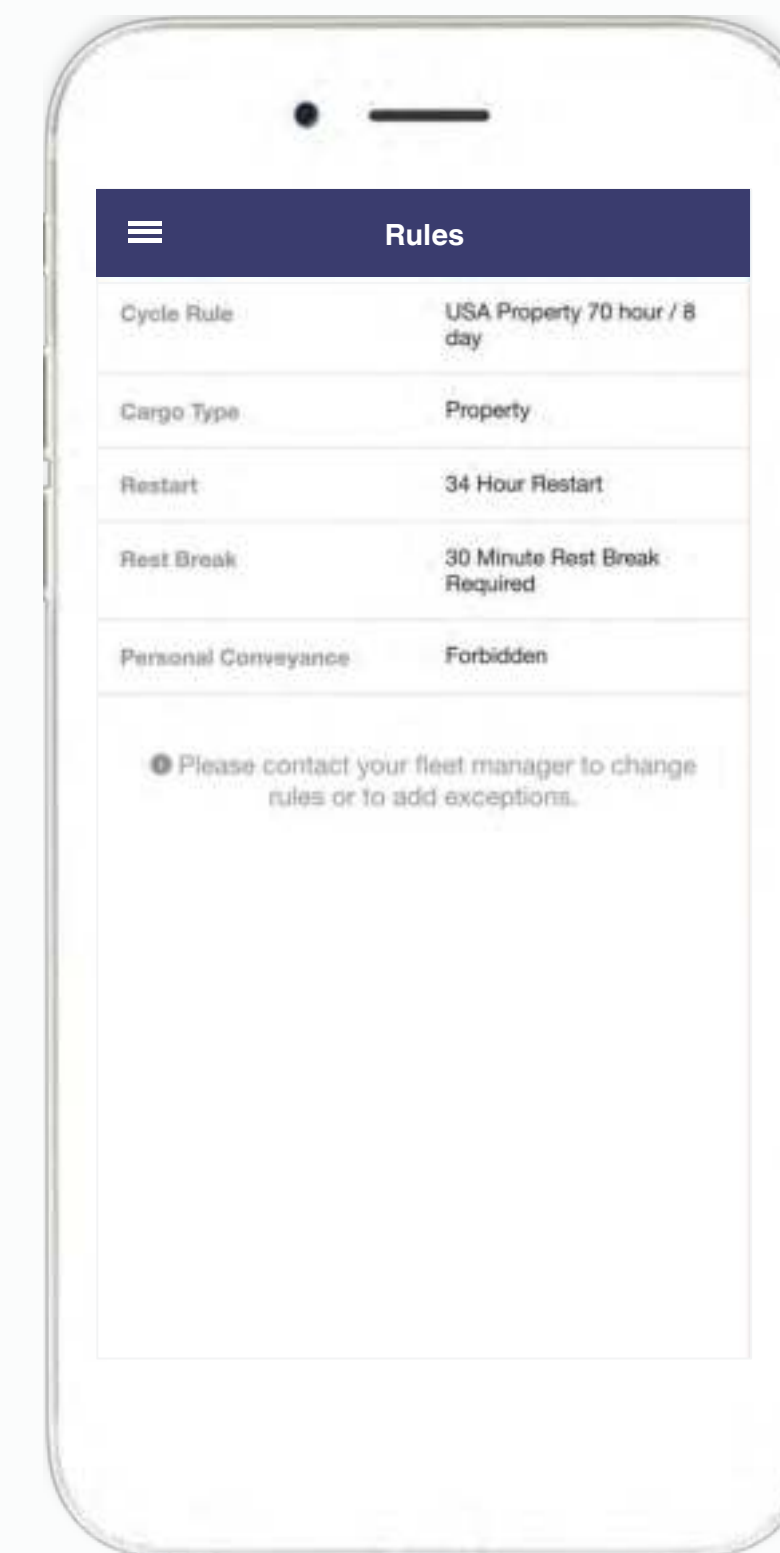 Rules
Cycle Rule
USA Property 70 hour / 8
day
Cargo Type
Property
Restart
34 Hour Restart
Rest Break
30 Minute Rest Break
Required
Personal Conveyance
Forbidden
Please contact your fleet manager to change
rules or to add exceptions.